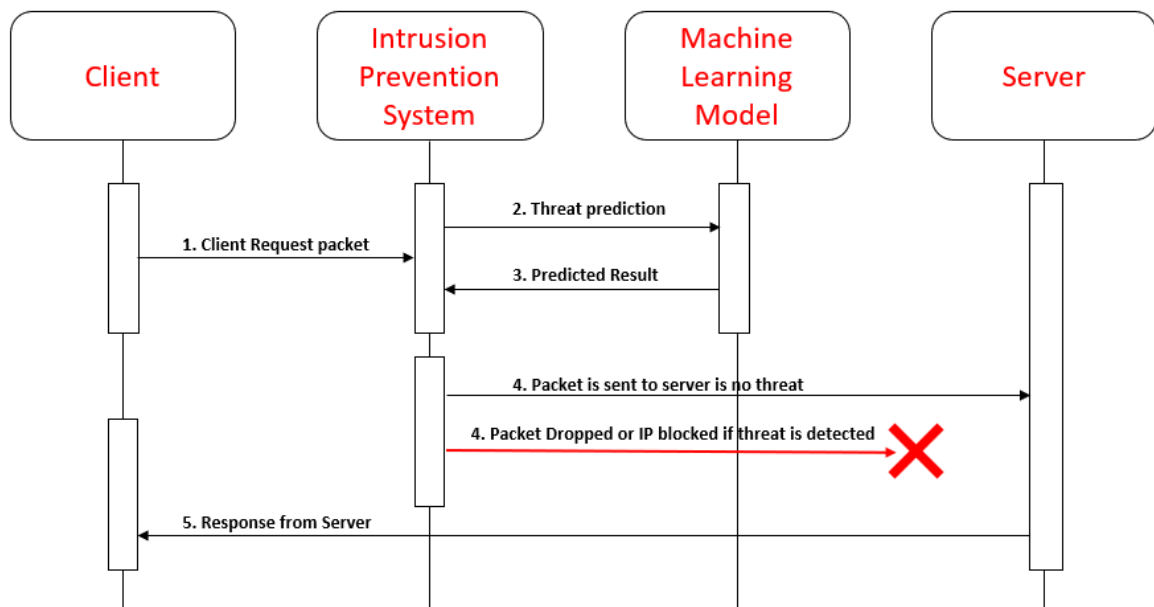 Client
Intrusion
Prevention
System
Machine
Learning
Model
Server
2. Threat prediction
1. Client Request packet
3. Predicted Result
4. Packet is sent to server is no threat
4. Packet Dropped or IP blocked if threat is detected
5. Response from Server